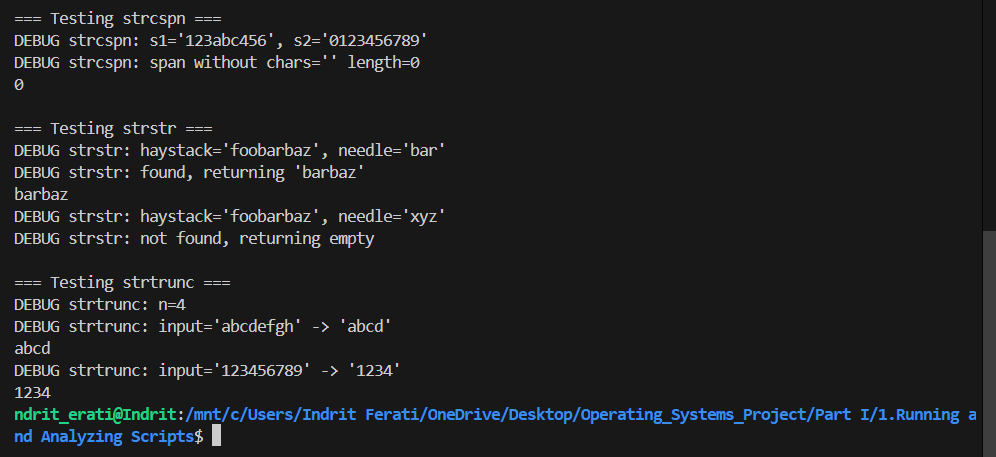 === Testing strcspn ===
DEBUG strcspn: s1='123abc456', s2='0123456789'
DEBUG strcspn: span without chars='' length=0
0
=== Testing strstr ===
DEBUG strstr: haystack='foobarbaz', needle='bar'
DEBUG strstr: found, returning 'barbaz'
barbaz
DEBUG strstr: haystack='foobarbaz', needle='xyz'
DEBUG strstr: not found, returning empty
=== Testing strtrunc ===
DEBUG strtrunc: n=4
DEBUG strtrunc: input='abcdefgh' -> 'abcd'
abcd
DEBUG strtrunc: input='123456789' -> '1234'
1234
ndrit_erati@Indrit:/mnt/c/Users/Indrit Ferati/OneDrive/Desktop/Operating_Systems_Project/Part I/1.Running a
nd Analyzing Scripts$